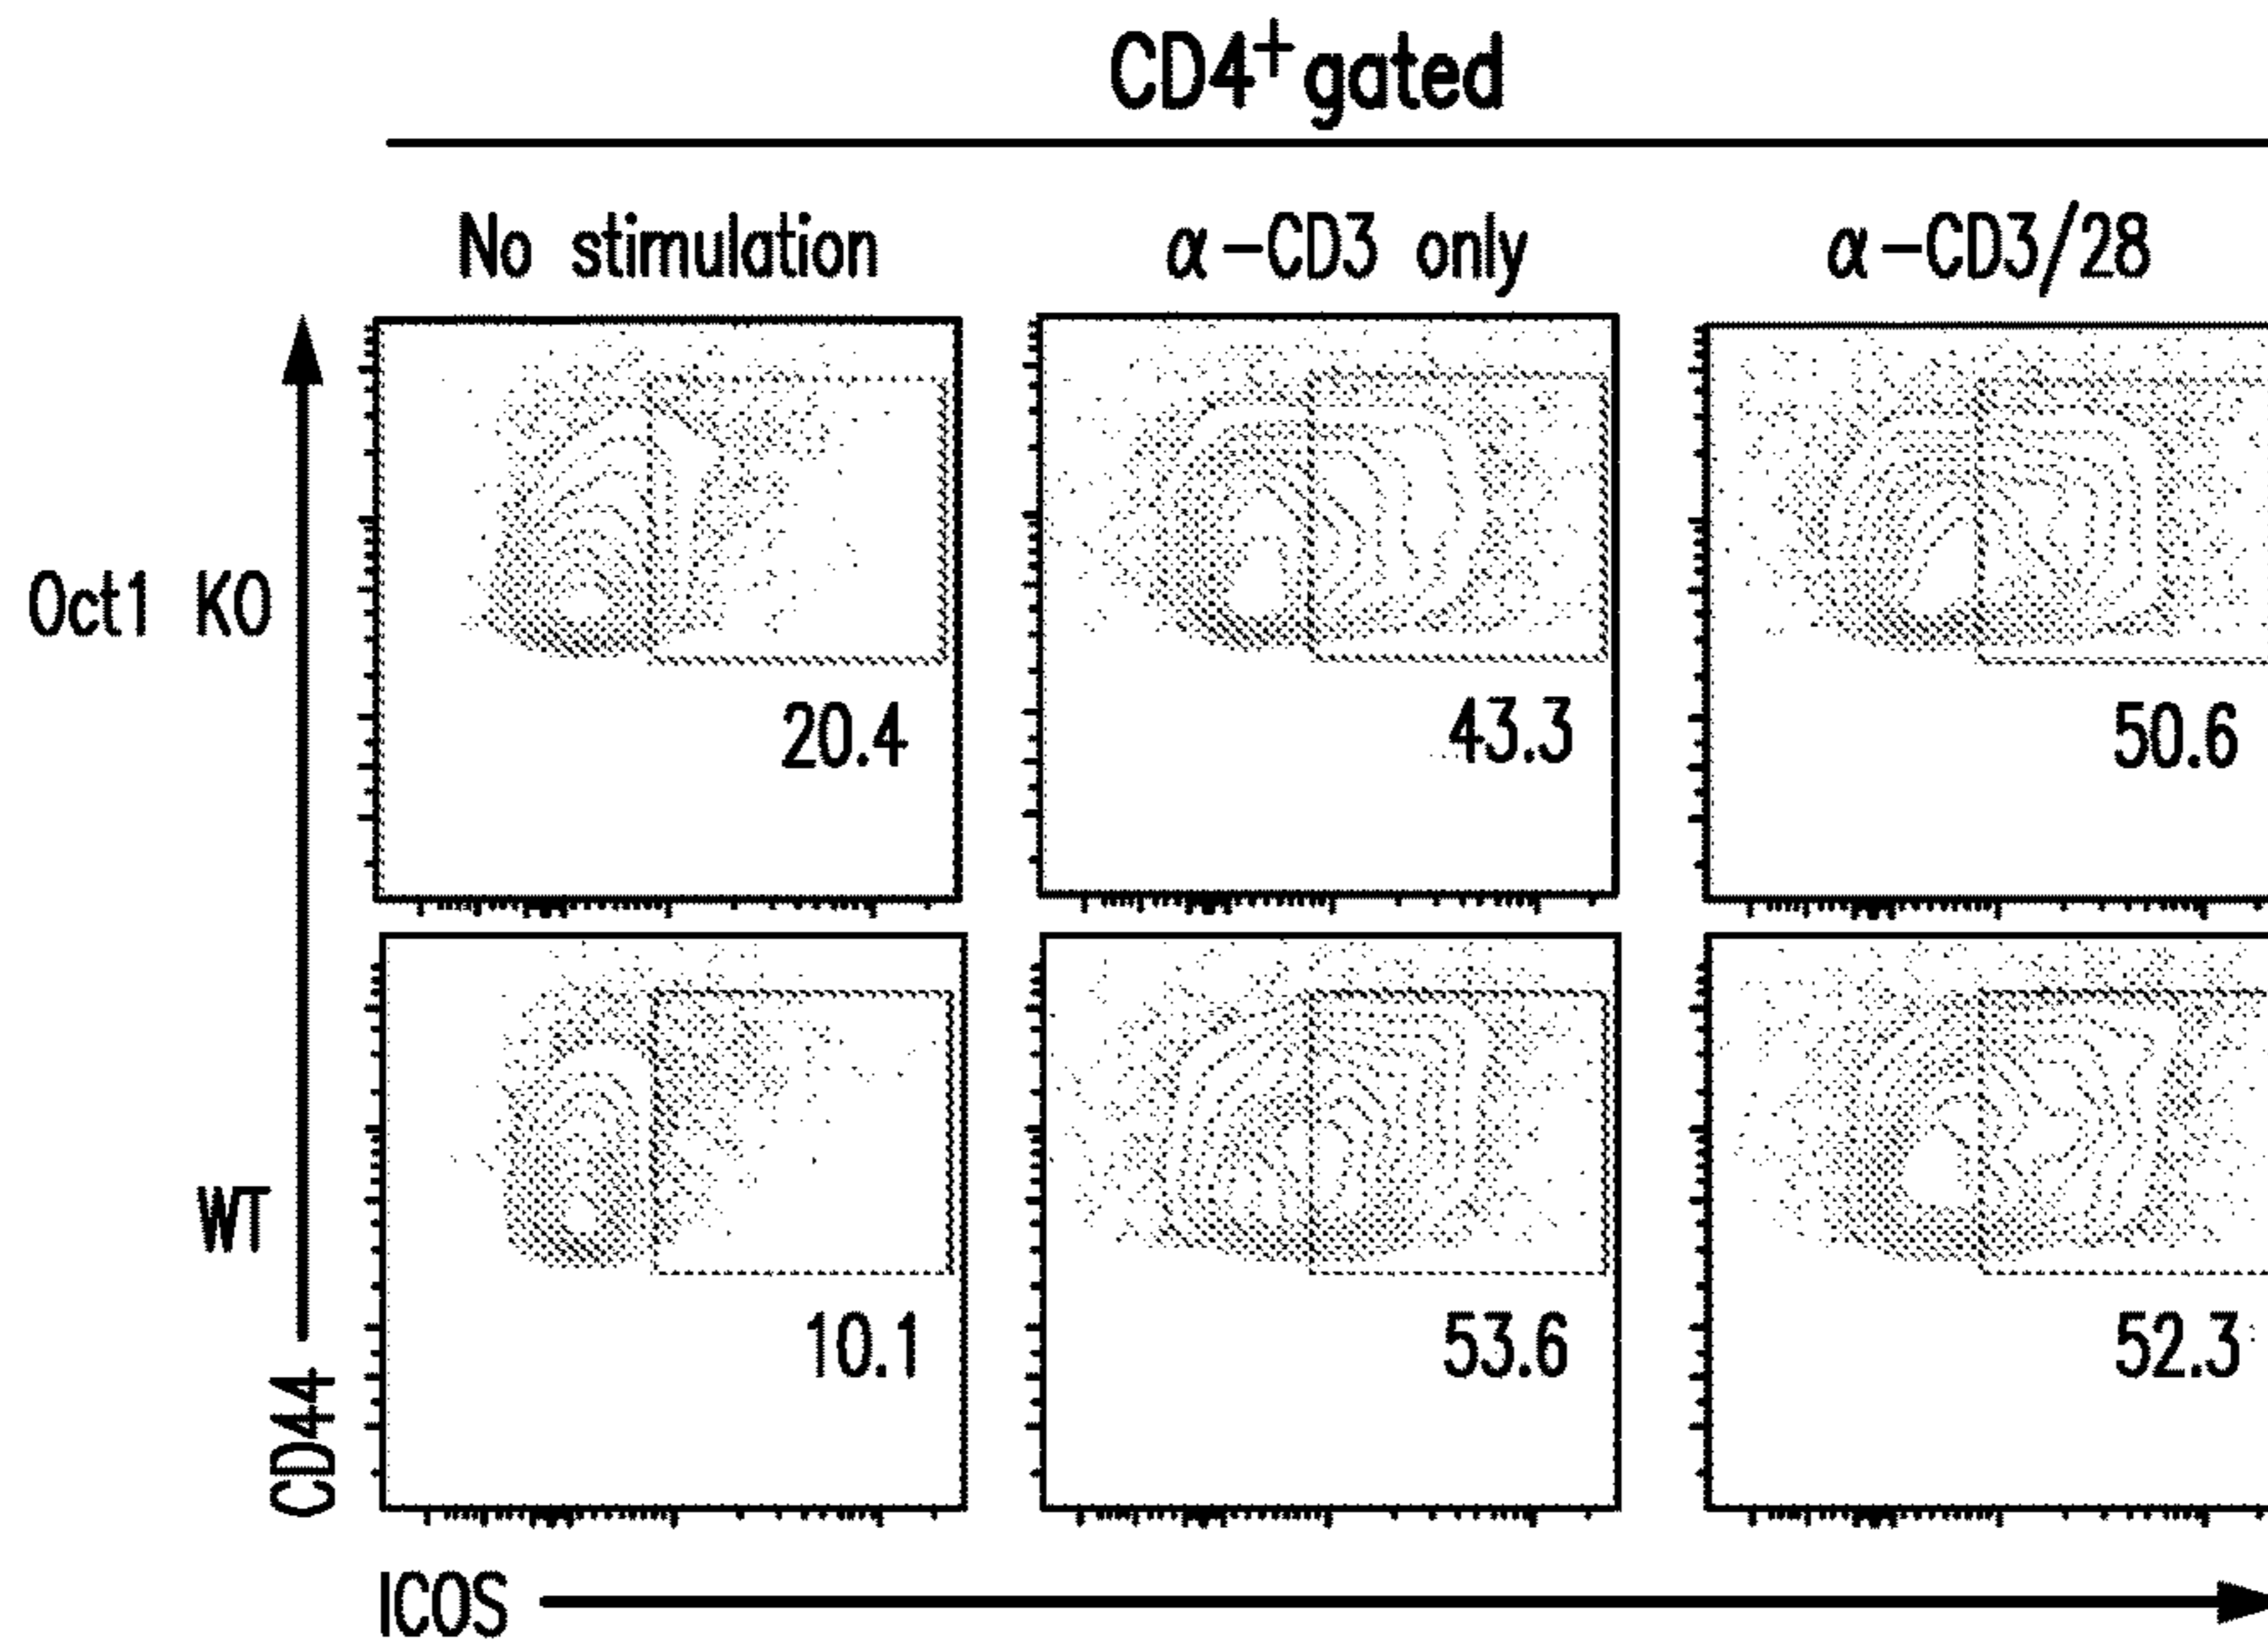 CD4+gated
No stimulation
α-CD3 only
α-CD3/28
Oct1 KO
20.4
43.3
50.6
WT
10.1
53.6
52.3
CD44
ICOS